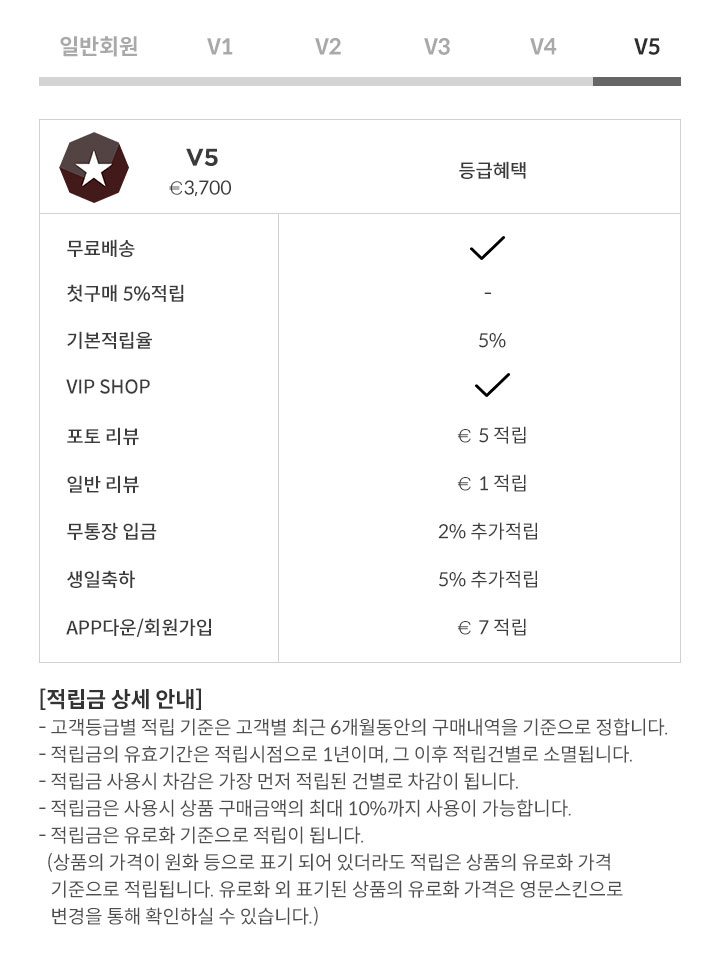 일반회원 V1 V2 V3 V4 V5
V5
€3,700
등급혜택
무료배송
첫구매 5%적립 -
기본적립율 5%
VIP SHOP
포토 리뷰 € 5 적립
일반 리뷰 € 1 적립
무통장 입금 2% 추가적립
생일축하 5% 추가적립
APP다운/회원가입 € 7 적립
[적립금 상세 안내]
- 고객등급별 적립 기준은 고객별 최근 6개월동안의 구매내역을 기준으로 정합니다.
- 적립금의 유효기간은 적립시점으로 1년이며, 그 이후 적립건별로 소멸됩니다.
- 적립금 사용시 차감은 가장 먼저 적립된 건별로 차감이 됩니다.
- 적립금은 사용시 상품 구매금액의 최대 10%까지 사용이 가능합니다.
- 적립금은 유로화 기준으로 적립이 됩니다.
(상품의 가격이 원화 등으로 표기 되어 있더라도 적립은 상품의 유로화 가격
기준으로 적립됩니다. 유로화 외 표기된 상품의 유로화 가격은 영문스킨으로
변경을 통해 확인하실 수 있습니다.)